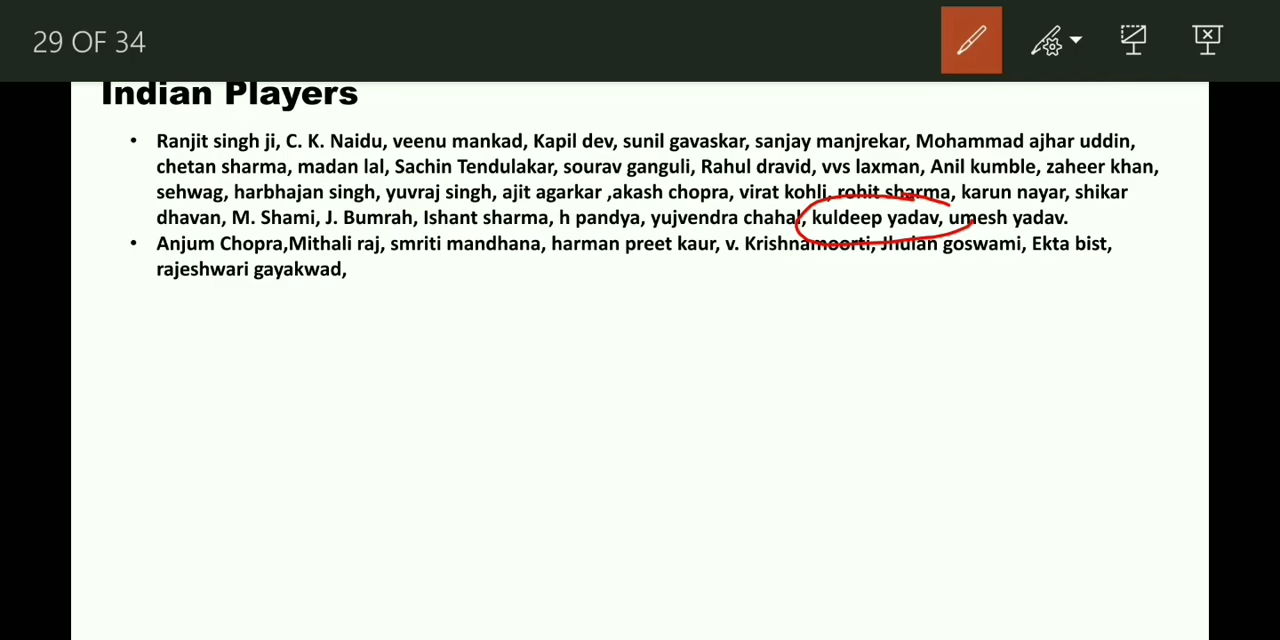 29 OF 34
Indian Players
• Ranjit singh ji, C. K. Naidu, veenu mankad, Kapil dev, sunil gavaskar, sanjay manjrekar, Mohammad ajhar uddin,
chetan sharma, madan lal, Sachin Tendulakar, sourav ganguli, Rahul dravid, vvs laxman, Anil kumble, zaheer khan,
sehwag, harbhajan singh, yuvraj singh, ajit agarkar ,akash chopra, virat kohli, rohit sharma, karun nayar, shikar
dhavan, M. Shami, J. Bumrah, Ishant sharma, h pandya, yujvendra chahal, kuldeep yadav, umesh yadav.
• Anjum Chopra,Mithali raj, smriti mandhana, harman preet kaur, v. Krishnamoorti, Jhulan goswami, Ekta bist,
rajeshwari gayakwad,